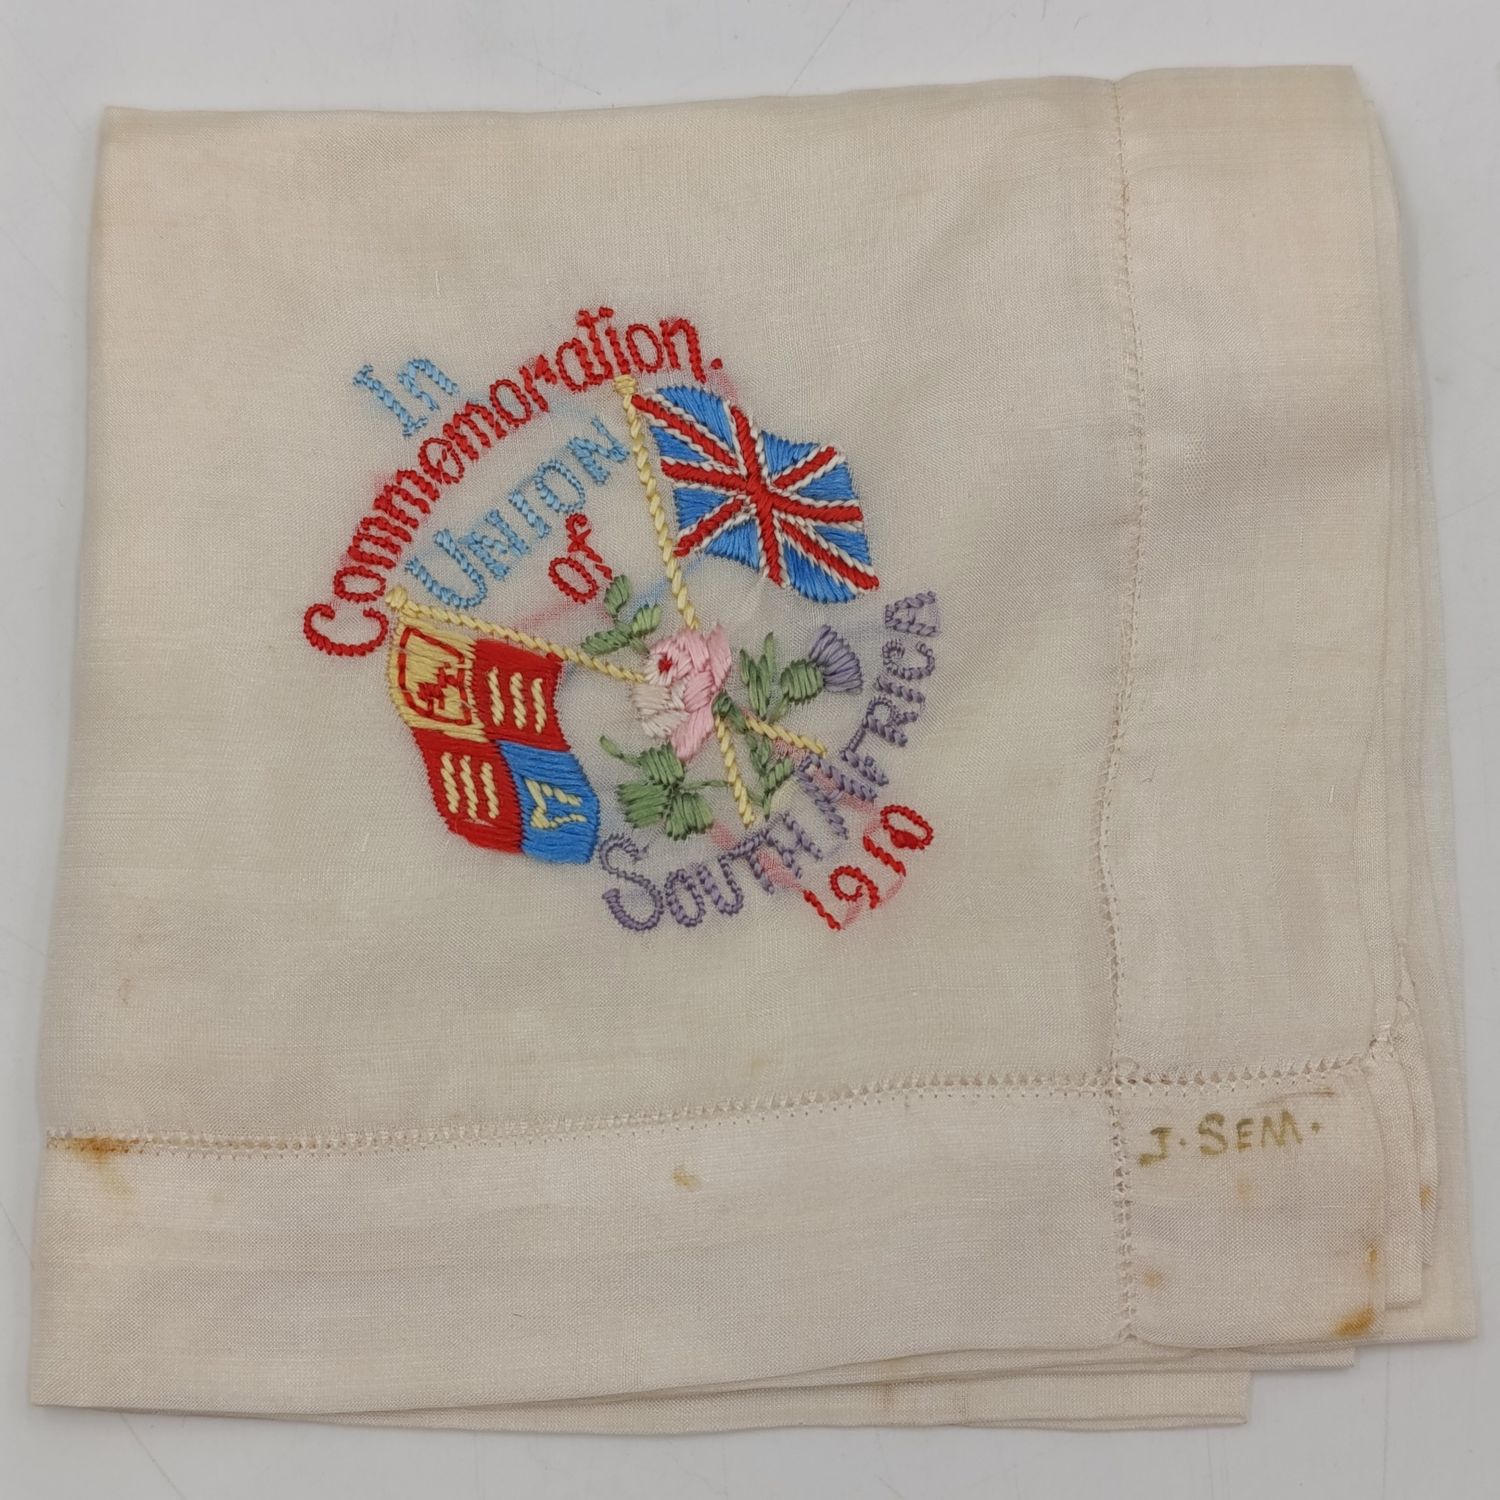 In
Commemoration.
UNION
of
SOUTH AFRICA
1910
J. SEM.